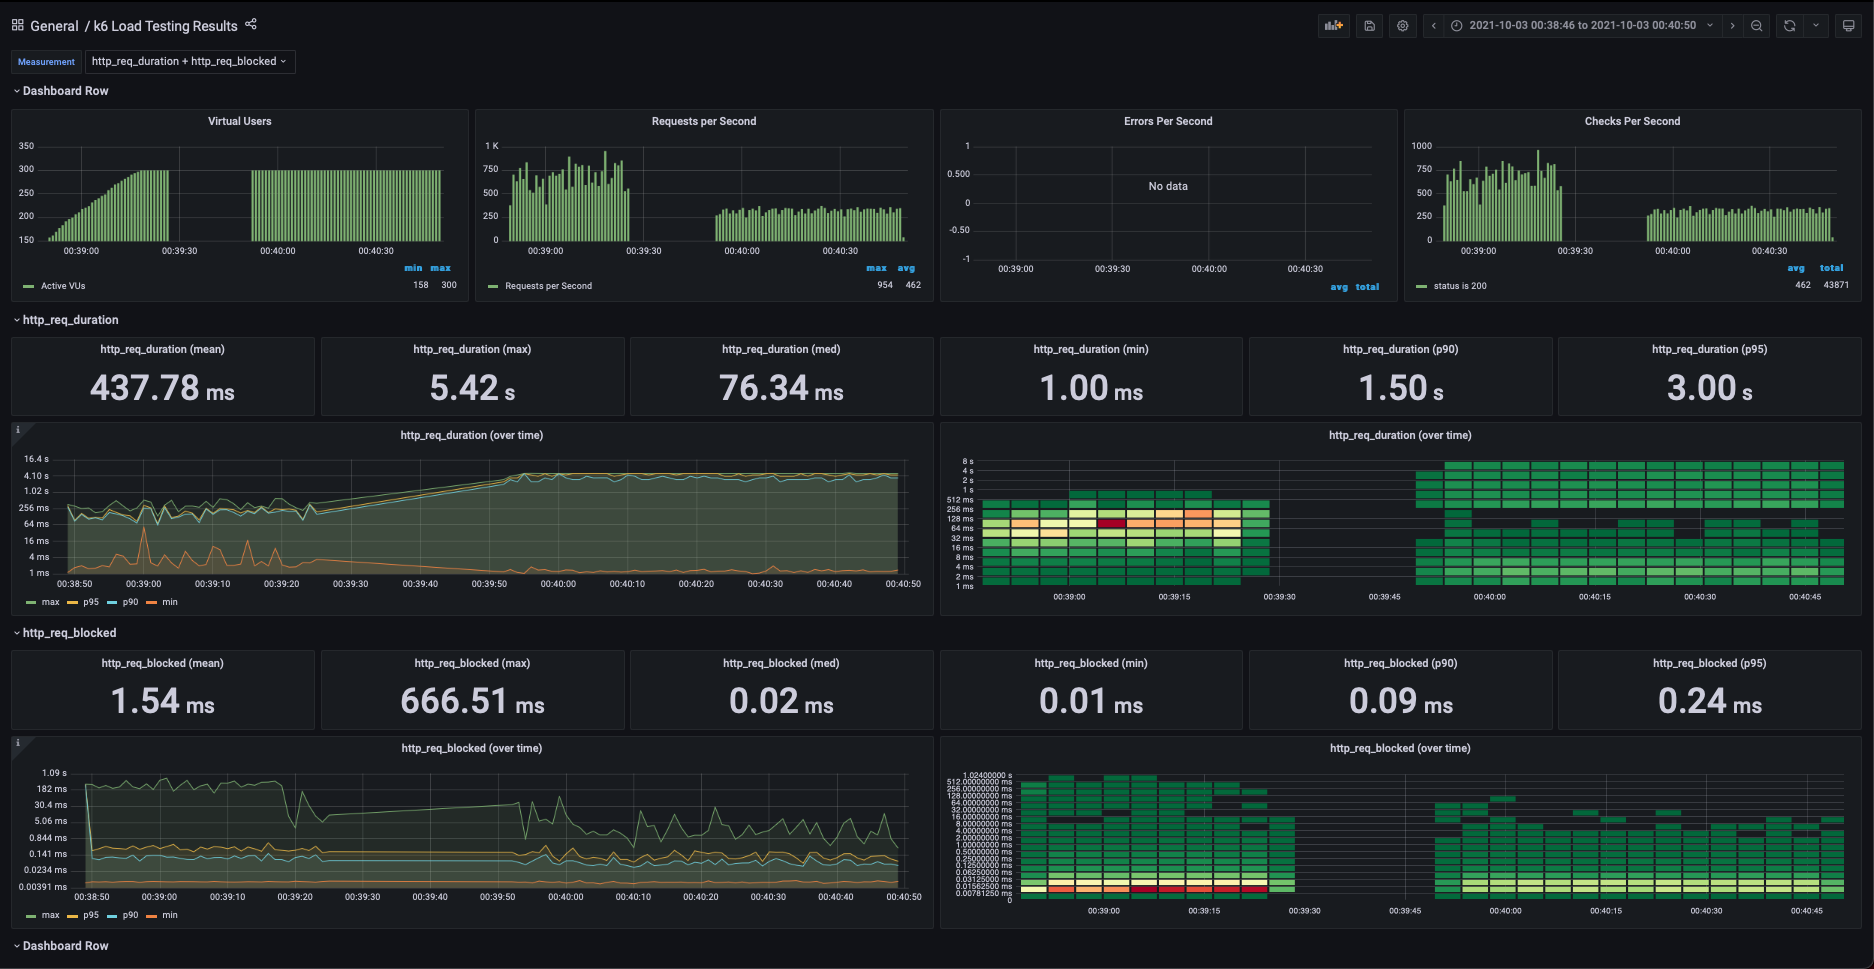 General / k6 Load Testing Results
2021-10-03 00:38:46 to 2021-10-03 00:40:50
Measurement http_req_duration + http_req_blocked
Dashboard Row
Virtual Users
350
300
250
200
150
00:39:00 00:39:30 00:40:00 00:40:30
min max
Active VUs 158 300
Requests per Second
1 K
750
500
250
0
00:39:00 00:39:30 00:40:00 00:40:30
max avg
Requests per Second 954 462
Errors Per Second
1
0.500
0
-0.50
-1
No data
00:39:00 00:39:30 00:40:00 00:40:30
avg total
Checks Per Second
1000
750
500
250
0
00:39:00 00:39:30 00:40:00 00:40:30
avg total
status is 200 462 43871
http_req_duration
http_req_duration (mean)
437.78 ms
http_req_duration (max)
5.42 s
http_req_duration (med)
76.34 ms
http_req_duration (min)
1.00 ms
http_req_duration (p90)
1.50 s
http_req_duration (p95)
3.00 s
http_req_duration (over time)
16.4 s
4.10 s
1.02 s
256 ms
64 ms
16 ms
4 ms
1 ms
00:38:50 00:39:00 00:39:10 00:39:20 00:39:30 00:39:40 00:39:50 00:40:00 00:40:10 00:40:20 00:40:30 00:40:40 00:40:50
max p95 p90 min
http_req_duration (over time)
8 s
4 s
2 s
1 s
512 ms
256 ms
128 ms
64 ms
32 ms
16 ms
8 ms
4 ms
2 ms
1 ms
00:39:00 00:39:15 00:39:30 00:39:45 00:40:00 00:40:15 00:40:30 00:40:45
http_req_blocked
http_req_blocked (mean)
1.54 ms
http_req_blocked (max)
666.51 ms
http_req_blocked (med)
0.02 ms
http_req_blocked (min)
0.01 ms
http_req_blocked (p90)
0.09 ms
http_req_blocked (p95)
0.24 ms
http_req_blocked (over time)
1.09 s
182 ms
30.4 ms
5.06 ms
0.844 ms
0.141 ms
0.0234 ms
0.00391 ms
00:38:50 00:39:00 00:39:10 00:39:20 00:39:30 00:39:40 00:39:50 00:40:00 00:40:10 00:40:20 00:40:30 00:40:40 00:40:50
max p95 p90 min
http_req_blocked (over time)
1.02400000 s
512.00000000 ms
256.00000000 ms
128.00000000 ms
64.00000000 ms
32.00000000 ms
16.00000000 ms
8.00000000 ms
4.00000000 ms
2.00000000 ms
1.00000000 ms
0.50000000 ms
0.25000000 ms
0.12500000 ms
0.06250000 ms
0.03125000 ms
0.01562500 ms
0.00781250 ms
0
00:39:00 00:39:15 00:39:30 00:39:45 00:40:00 00:40:15 00:40:30 00:40:45
Dashboard Row